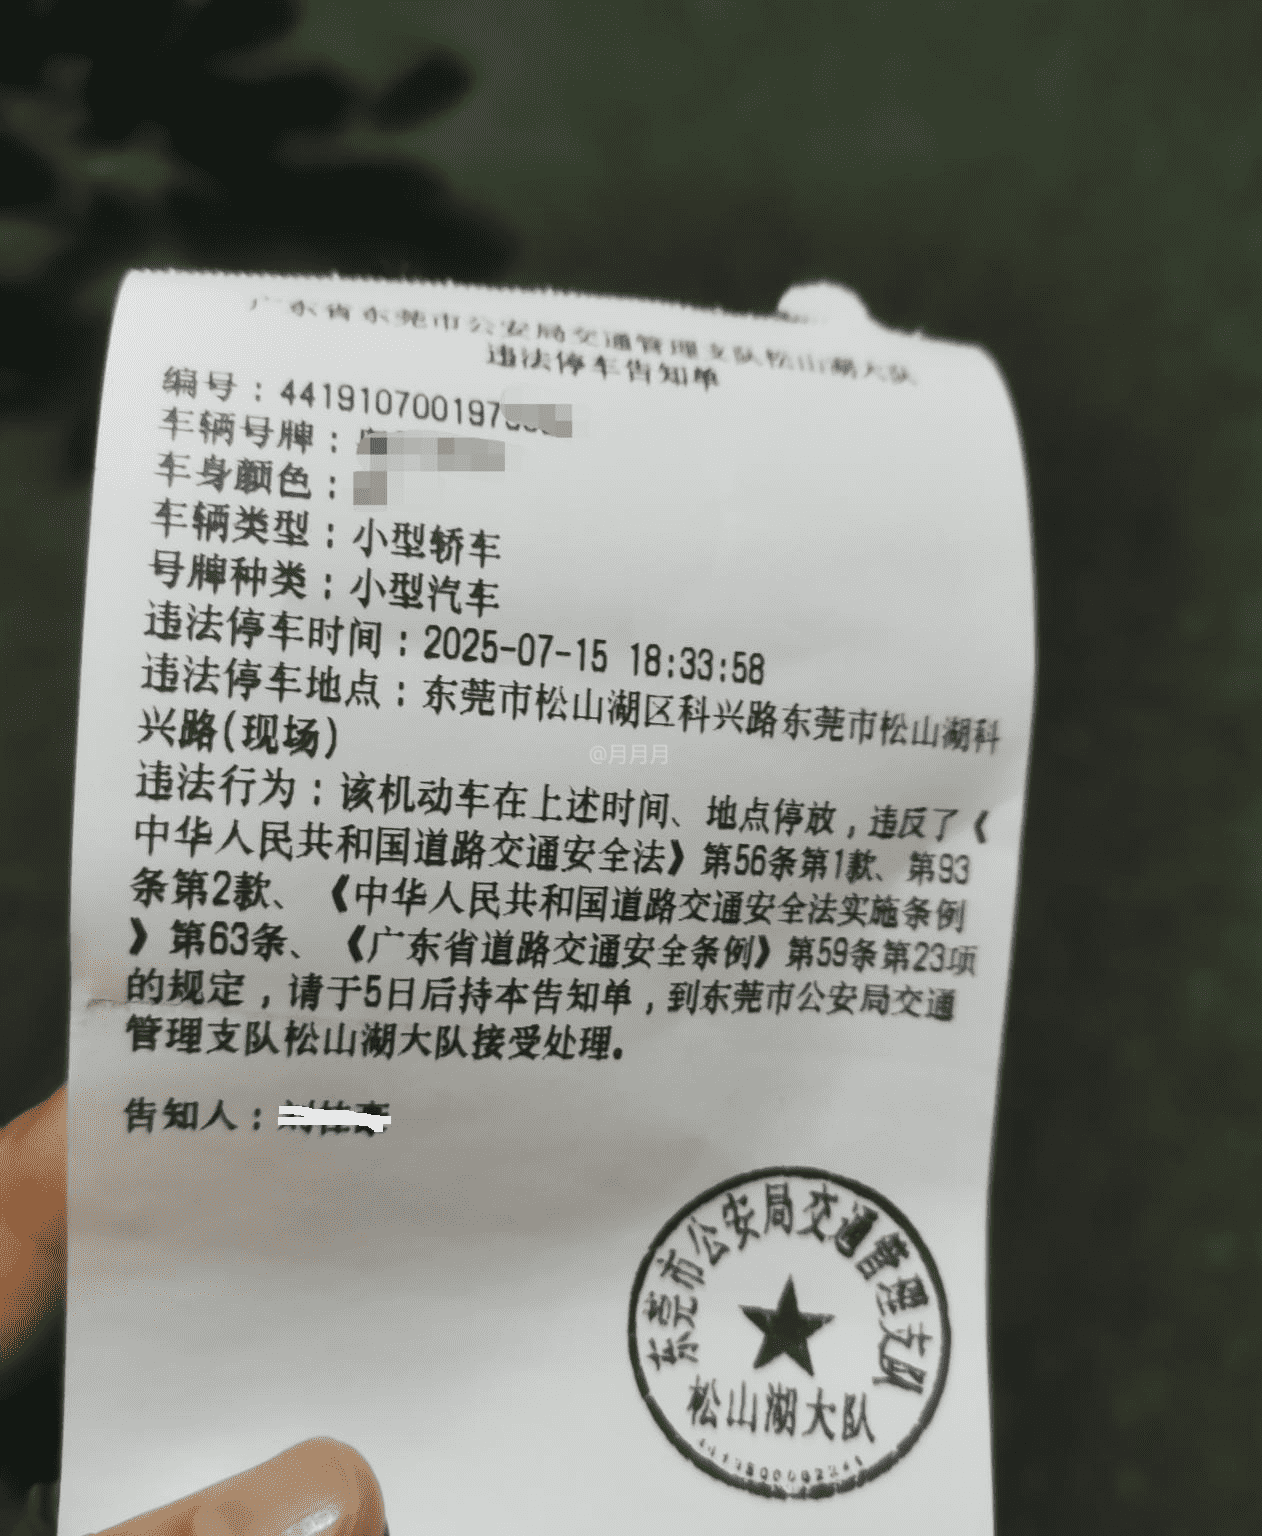 广东省东莞市公安局交通管理支队松山湖大队
违法停车告知单
编号：441910700197
车辆号牌：
车身颜色：
车辆类型：小型轿车
号牌种类：小型汽车
违法停车时间：2025-07-15 18:33:58
违法停车地点：东莞市松山湖区科兴路东莞市松山湖科
兴路(现场)
@月月月
违法行为：该机动车在上述时间、地点停放，违反了《
中华人民共和国道路交通安全法》第56条第1款、第93
条第2款、《中华人民共和国道路交通安全法实施条例
》第63条、《广东省道路交通安全条例》第59条第23项
的规定，请于5日后持本告知单，到东莞市公安局交通
管理支队松山湖大队接受处理。
告知人：
东莞市公安局交通管理支队
松山湖大队